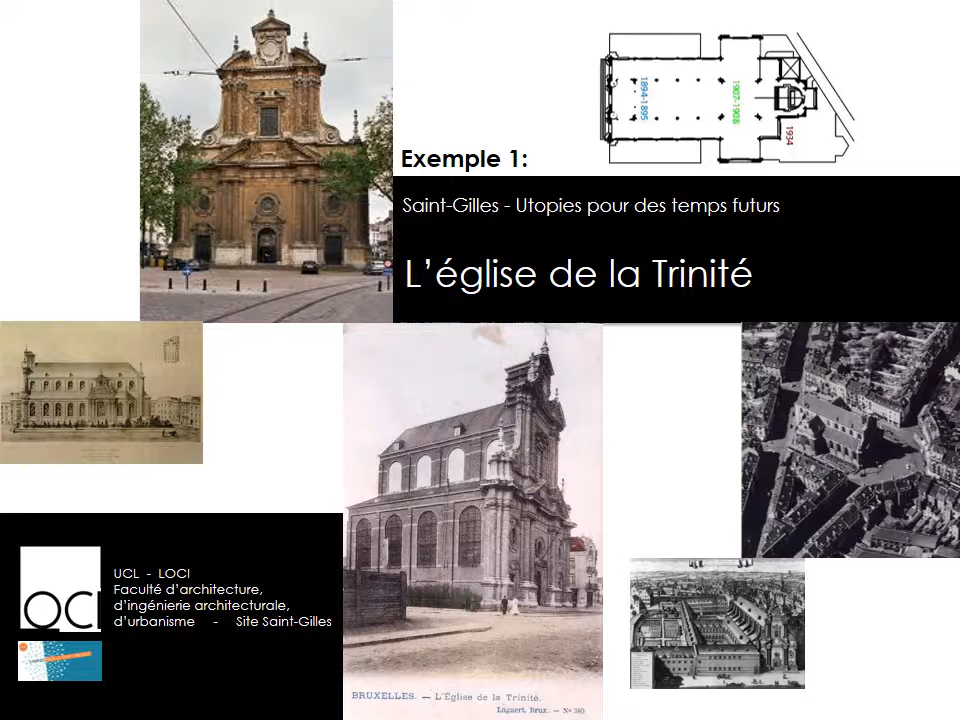 1894-1895
1907-1908
1934
Exemple 1:
Saint-Gilles - Utopies pour des temps futurs
L'église de la Trinité
UCL - LOCI
Faculté d'architecture,
d'ingénierie architecturale,
d'urbanisme - Site Saint-Gilles
BRUXELLES. — L'Église de la Trinité.
Lagaert, Brux. — No 380